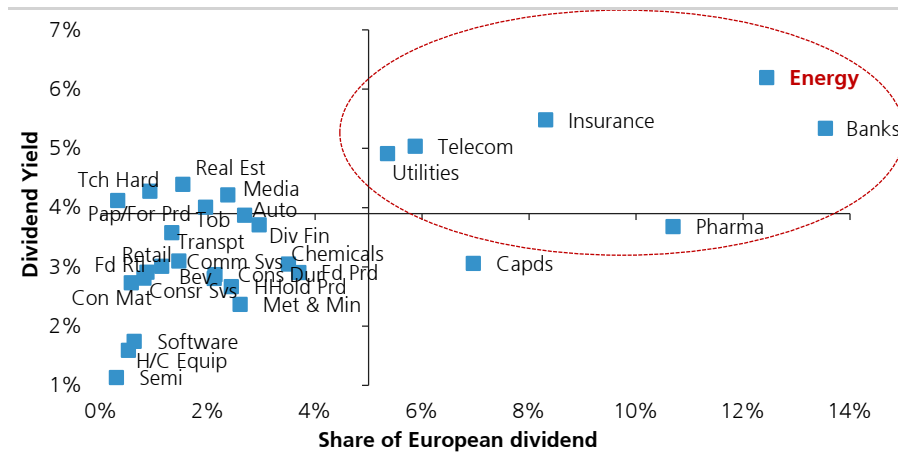 7%
6%
5%
4%
3%
2%
1%
Dividend Yield
Energy
Banks
Insurance
Telecom
Utilities
Real Est
Tch Hard
Media
Pap/For Prd
Tob
Auto
Pharma
Div Fin
Transpt
Retail
Chemicals
Fd Rtl
Comm Svs
Capds
Bev
Cons Dur
Fd Prd
Con Mat
Consr Svs
HHold Prd
Met & Min
Software
H/C Equip
Semi
0%
2%
4%
6%
8%
10%
12%
14%
Share of European dividend